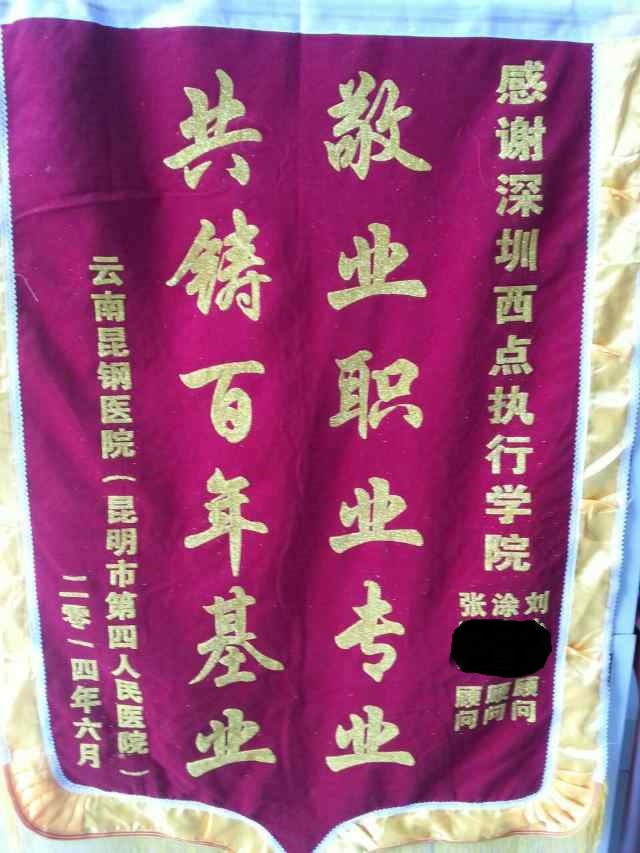 感谢深圳西点执行学院
刘 顾问
涂 顾问
张 顾问
敬业职业专业
共铸百年基业
云南昆钢医院(昆明市第四人民医院)
二零一四年六月